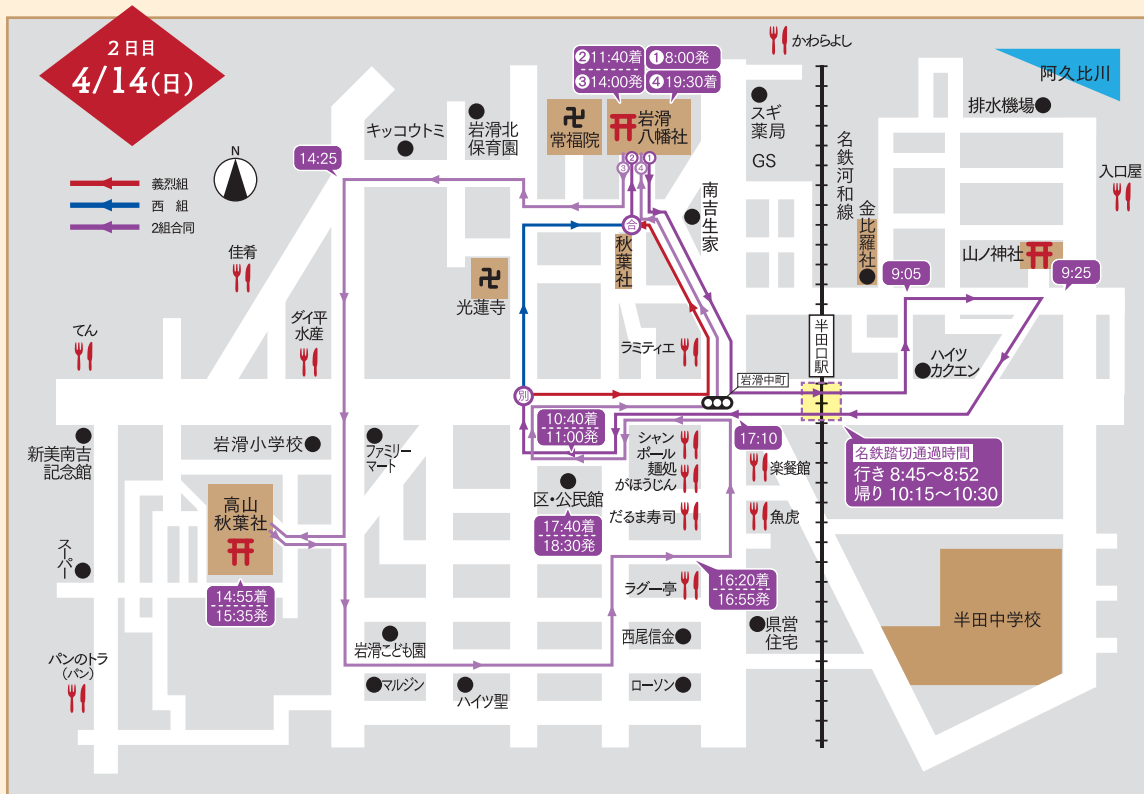 2日目
4/14(日)
N
義烈組
西 組
2組合同
②11:40着
③14:00発
①8:00発
④19:30着
かわらよし
阿久比川
排水機場
キッコウトミ
岩滑北
保育園
常福院
岩滑
八幡社
スギ
薬局
GS
名鉄河和線
入口屋
14:25
③
②
①
④
南吉生家
金比羅社
山ノ神社
9:05
9:25
佳肴
合
秋葉社
光蓮寺
ダイ平
水産
てん
ラミティエ
半田口駅
ハイツ
カクエン
岩滑中町
別
10:40着
11:00発
17:10
新美南吉
記念館
岩滑小学校
ファミリー
マート
シャン
ボール
麺処
がほうじん
だるま寿司
楽餐館
魚虎
名鉄踏切通過時間
行き 8:45〜8:52
帰り 10:15〜10:30
区・公民館
17:40着
18:30発
高山
秋葉社
スーパー
14:55着
15:35発
16:20着
16:55発
ラグー亭
半田中学校
岩滑こども園
西尾信金
県営
住宅
パンのトラ
(パン)
マルジン
ハイツ聖
ローソン